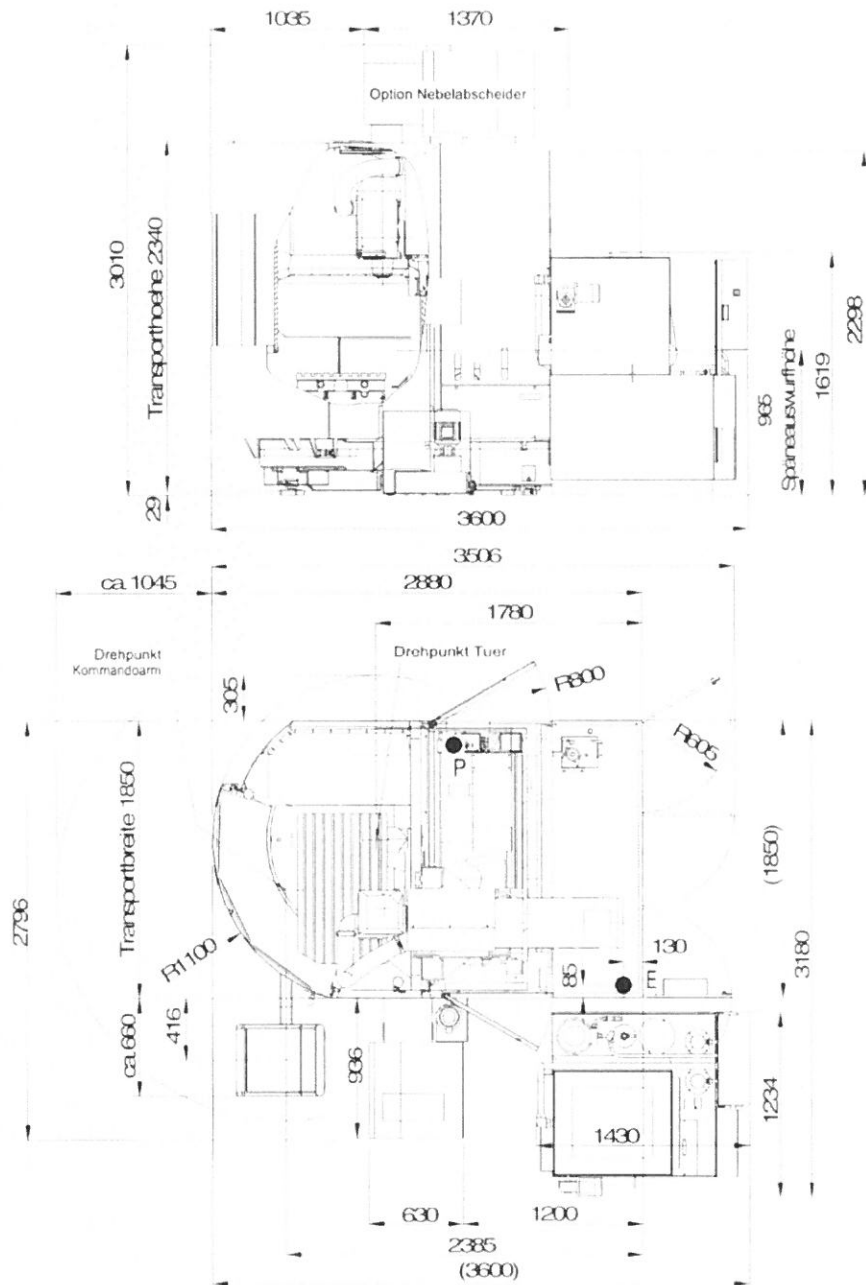 1035
1370
Option Nebelabscheider
3010
Transporthoehe 2340
29
2298
1619
965
Späneauswurfhöhe
3600
3506
ca. 1045
2880
1780
Drehpunkt
Kommandoarm
Drehpunkt Tuer
305
R800
R605
P
Transportbreite 1850
2796
(1850)
3180
R1100
130
85
E
ca. 660
416
936
1234
1430
630
1200
2385
(3600)